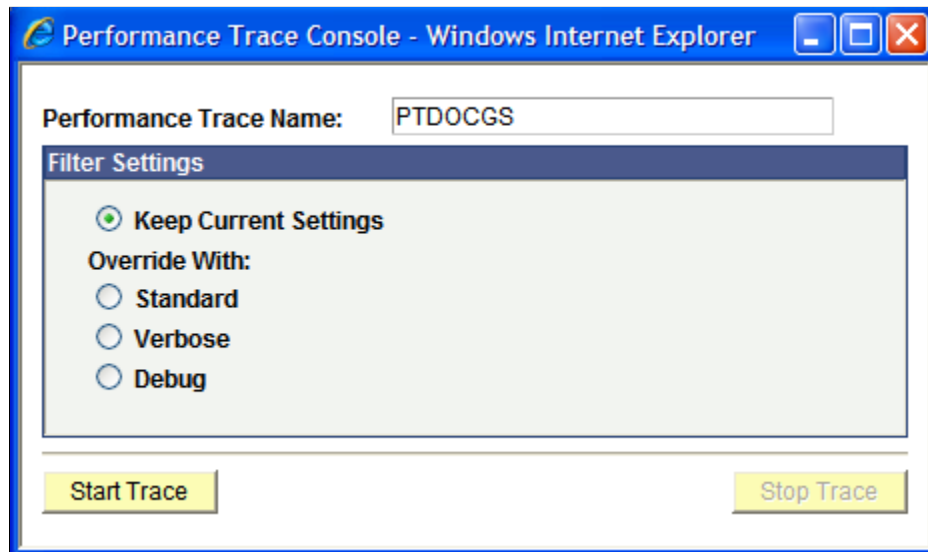 Performance Trace Console - Windows Internet Explorer
Performance Trace Name: PTDOCGS
Filter Settings
Keep Current Settings
Override With:
Standard
Verbose
Debug
Start Trace Stop Trace